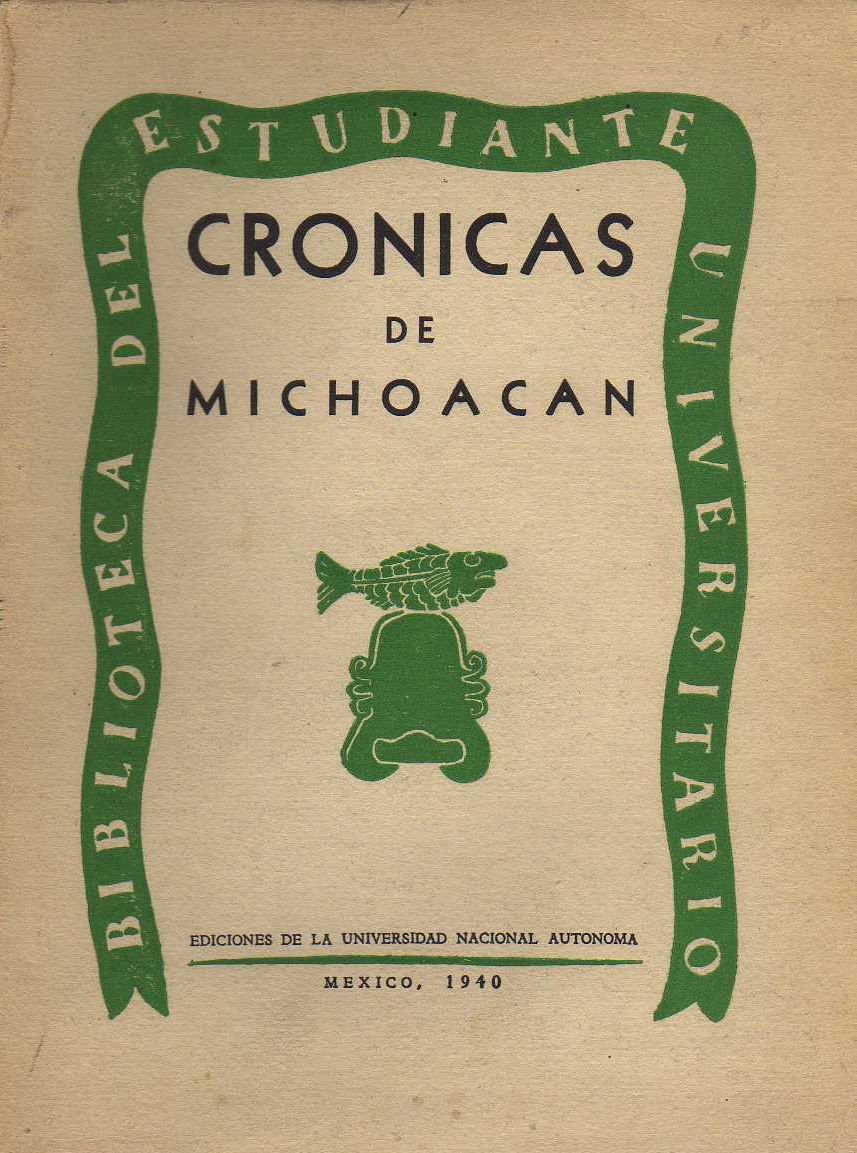 BIBLIOTECA DEL ESTUDIANTE UNIVERSITARIO
CRONICAS
DE
MICHOACAN
EDICIONES DE LA UNIVERSIDAD NACIONAL AUTONOMA
MEXICO, 1940